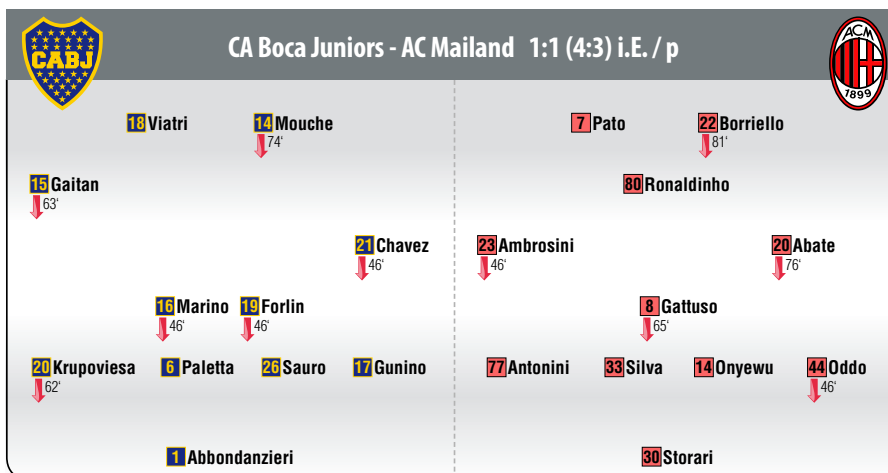 CA Boca Juniors - AC Mailand 1:1 (4:3) i.E. / p
CABJ
ACM
1899
18 Viatri
14 Mouche
74'
7 Pato
22 Borriello
81'
15 Gaitan
63'
80 Ronaldinho
21 Chavez
46'
23 Ambrosini
46'
20 Abate
76'
16 Marino
46'
19 Forlin
46'
8 Gattuso
65'
20 Krupoviesa
62'
6 Paletta
26 Sauro
17 Gunino
77 Antonini
33 Silva
14 Onyewu
44 Oddo
46'
1 Abbondanzieri
30 Storari